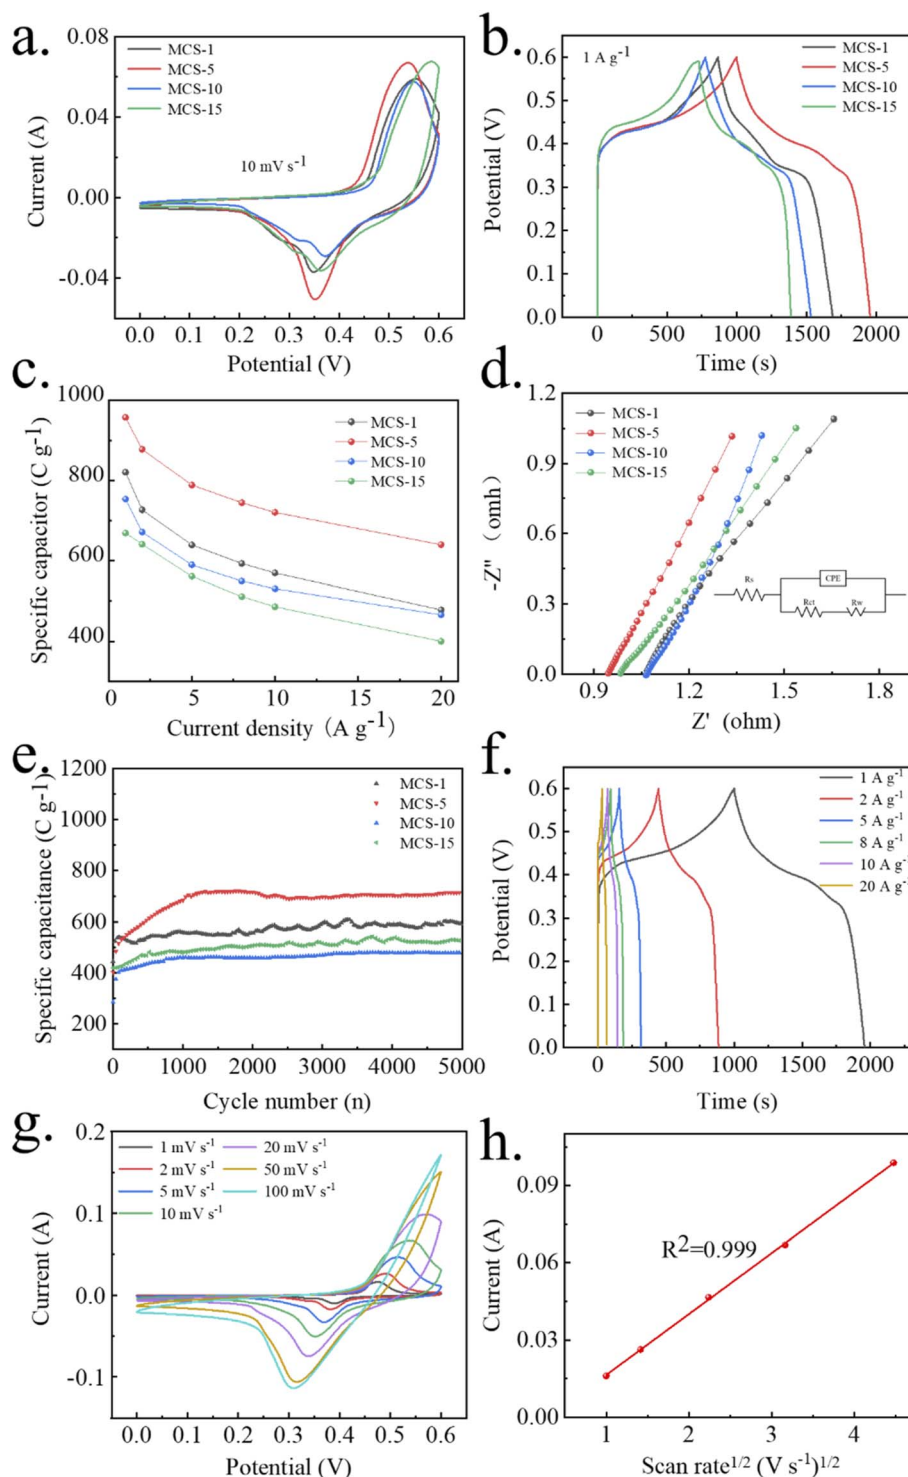 a.
0.08
0.04
0.00
-0.04
Current (A)
MCS-1
MCS-5
MCS-10
MCS-15
10 mV s-1
0.0 0.1 0.2 0.3 0.4 0.5 0.6
Potential (V)
b.
0.6
0.5
0.4
0.3
0.2
0.1
0.0
Potential (V)
1 A g-1
MCS-1
MCS-5
MCS-10
MCS-15
0 500 1000 1500 2000
Time (s)
c.
1000
800
600
400
Specific capacitor (C g-1)
MCS-1
MCS-5
MCS-10
MCS-15
0 5 10 15 20
Current density (A g-1)
d.
1.2
0.9
0.6
0.3
0.0
-Z" (omh)
MCS-1
MCS-5
MCS-10
MCS-15
Rs
CPE
Rct
Rw
0.9 1.2 1.5 1.8
Z' (ohm)
e.
1200
1000
800
600
400
200
Specific capacitance (C g-1)
MCS-1
MCS-5
MCS-10
MCS-15
0 1000 2000 3000 4000 5000
Cycle number (n)
f.
0.6
0.5
0.4
0.3
0.2
0.1
0.0
Potential (V)
1 A g-1
2 A g-1
5 A g-1
8 A g-1
10 A g-1
20 A g-1
0 500 1000 1500 2000
Time (s)
g.
0.2
0.1
0.0
-0.1
Current (A)
1 mV s-1 20 mV s-1
2 mV s-1 50 mV s-1
5 mV s-1 100 mV s-1
10 mV s-1
0.0 0.1 0.2 0.3 0.4 0.5 0.6
Potential (V)
h.
0.09
0.06
0.03
0.00
Current (A)
R2=0.999
1 2 3 4
Scan rate1/2 (V s-1)1/2